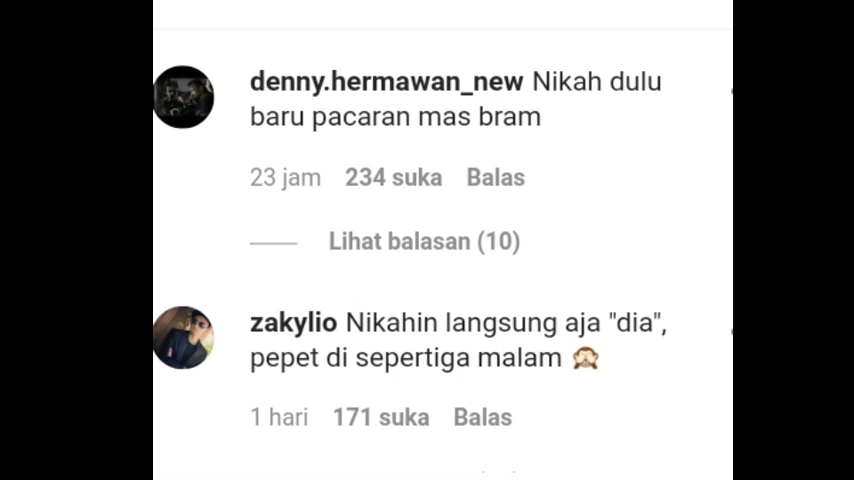 denny.hermawan_new Nikah dulu
baru pacaran mas bram
23 jam 234 suka Balas
Lihat balasan (10)
zakylio Nikahin langsung aja "dia",
pepet di sepertiga malam 🙈
1 hari 171 suka Balas